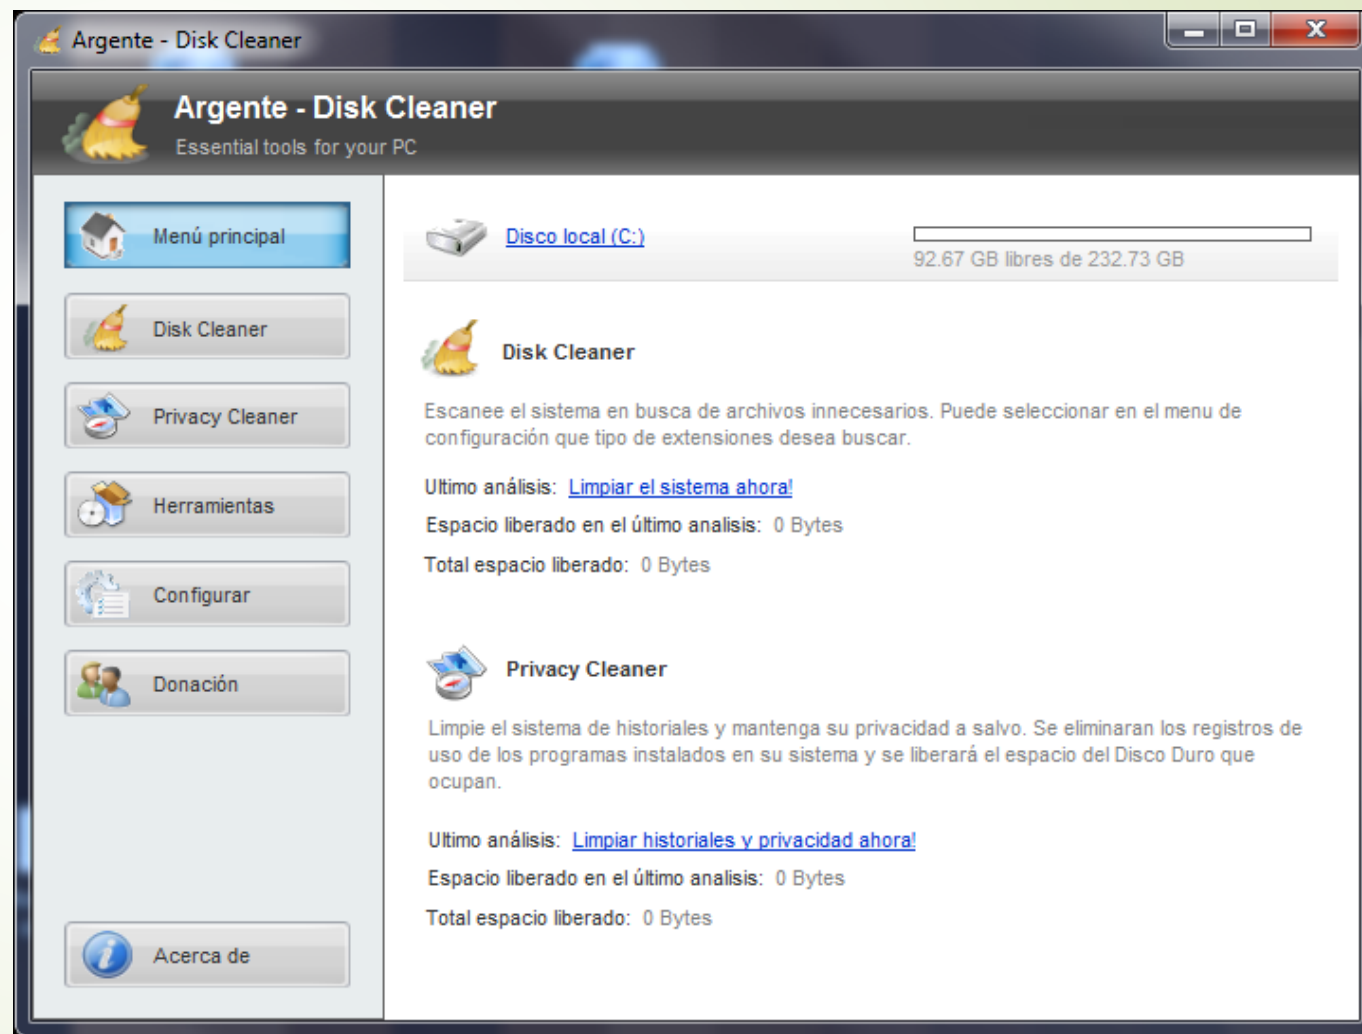 Argente - Disk Cleaner
Argente - Disk Cleaner
Essential tools for your PC
Menú principal
Disk Cleaner
Privacy Cleaner
Herramientas
Configurar
Donación
Acerca de
Disco local (C:)
92.67 GB libres de 232.73 GB
Disk Cleaner
Escanee el sistema en busca de archivos innecesarios. Puede seleccionar en el menu de
configuración que tipo de extensiones desea buscar.
Ultimo análisis: Limpiar el sistema ahora!
Espacio liberado en el último analisis: 0 Bytes
Total espacio liberado: 0 Bytes
Privacy Cleaner
Limpie el sistema de historiales y mantenga su privacidad a salvo. Se eliminaran los registros de
uso de los programas instalados en su sistema y se liberará el espacio del Disco Duro que
ocupan.
Ultimo análisis: Limpiar historiales y privacidad ahora!
Espacio liberado en el último analisis: 0 Bytes
Total espacio liberado: 0 Bytes